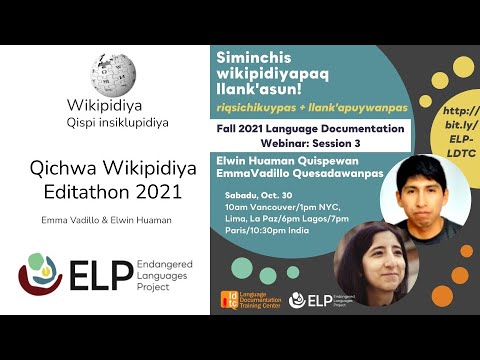 Wikipidiya
Qispi insiklupidiya
Qichwa Wikipidiya
Editathon 2021
Emma Vadillo & Elwin Huaman
ELP
Endangered
Languages
Project
Siminchis
wikipidiyapaq
llank'asun!
riqsichikuypas + llank'apuywanpas
Fall 2021 Language Documentation
Webinar: Session 3
Elwin Huaman Quispewan
EmmaVadillo Quesadawanpas
Sabadu, Oct. 30
10am Vancouver/1pm NYC,
Lima, La Paz/6pm Lagos/7pm
Paris/10:30pm India
http://
bit.ly/
ELP-
LDTC
ldtc
Language
Documentation
Training Center
ELP
Endangered
Languages
Project